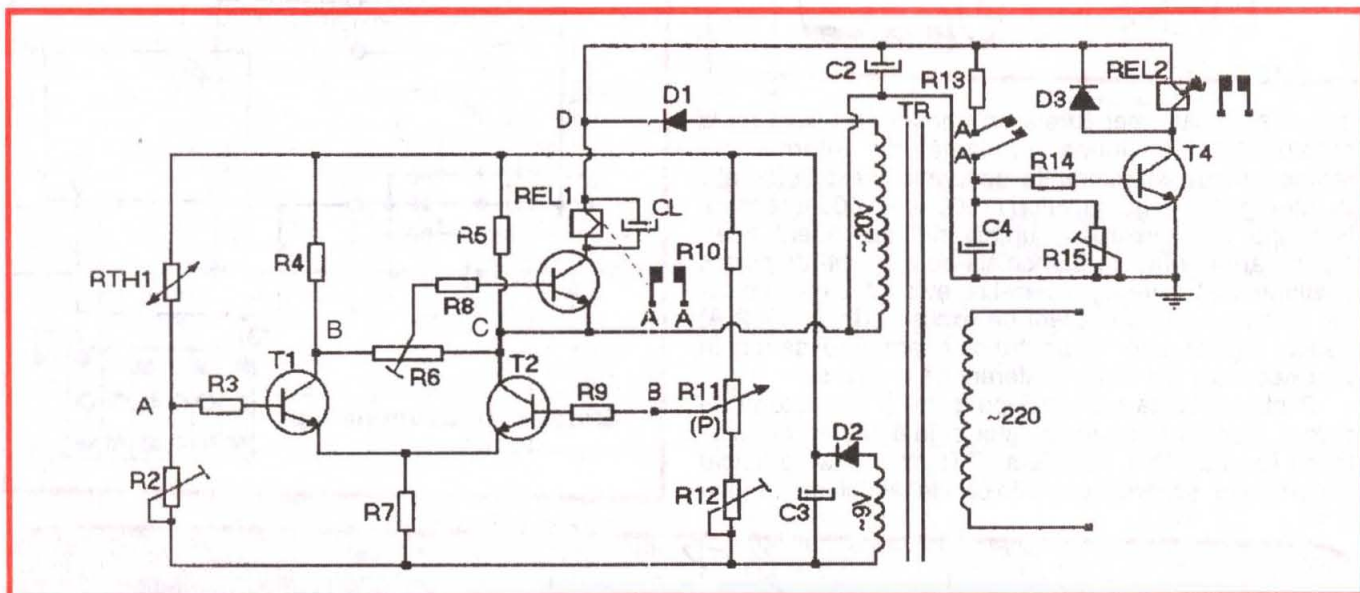 C2
R13
REL2
D3
D1
TR
D
A
A
T4
R14
REL1
CL
~20V
R5
R10
C4
R15
R4
RTH1
R8
C
A A
B
T1
R6
T2
R3
A
R9
B
R11
(P)
~220
D2
R2
R7
R12
C3
~9V